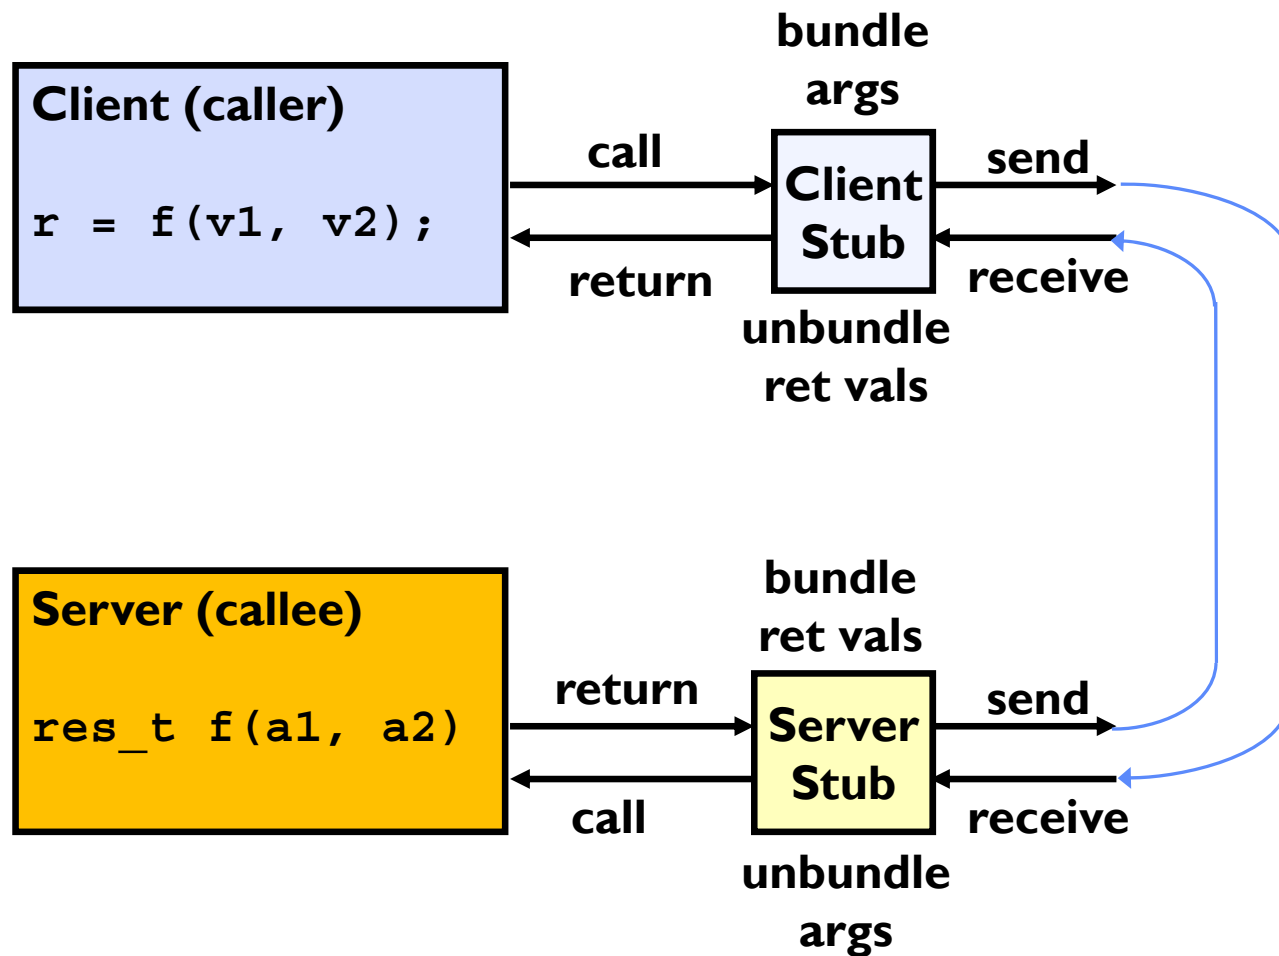 bundle
args
Client (caller)
r = f(v1, v2);
call
return
Client
Stub
send
receive
unbundle
ret vals
bundle
ret vals
Server (callee)
res_t f(a1, a2)
return
call
Server
Stub
send
receive
unbundle
args